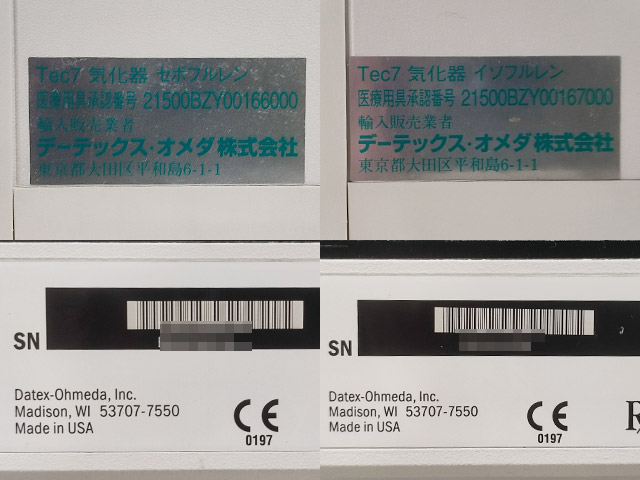 Tec7 気化器 セボフルレン
医療用具承認番号 21500BZY00166000
輸入販売業者
データックス・オメダ株式会社
東京都大田区平和島6-1-1
Tec7 気化器 イソフルレン
医療用具承認番号 21500BZY00167000
輸入販売業者
データックス・オメダ株式会社
東京都大田区平和島6-1-1
SN
Datex-Ohmeda, Inc.
Madison, WI 53707-7550
Made in USA
CE
0197
SN
Datex-Ohmeda, Inc.
Madison, WI 53707-7550
Made in USA
CE
0197